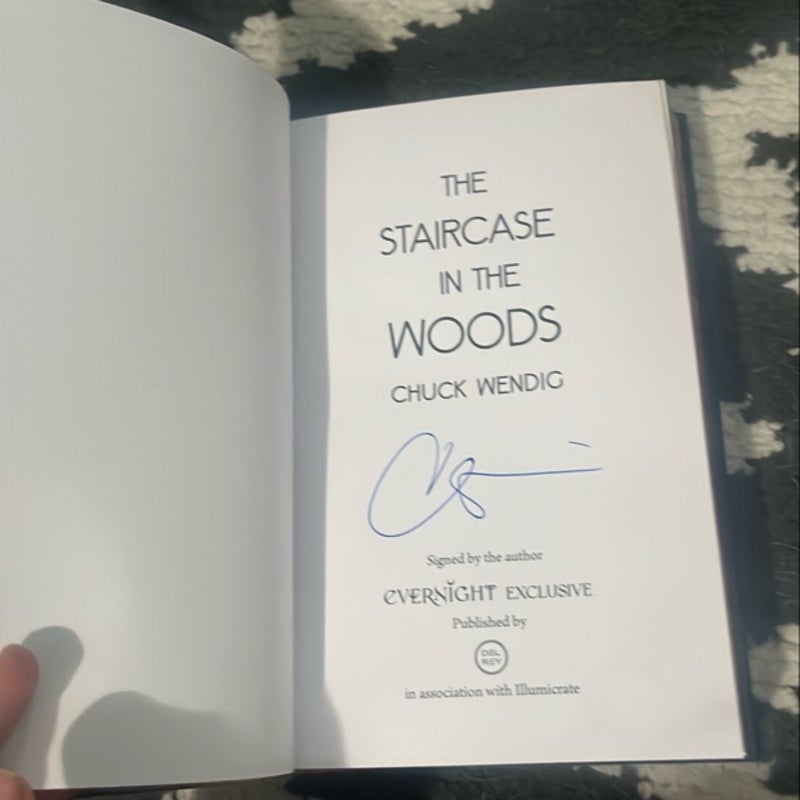 THE
STAIRCASE
IN THE
WOODS
CHUCK WENDIG
Signed by the author
EVERNIGHT EXCLUSIVE
Published by
DEL
REY
in association with Illumicrate